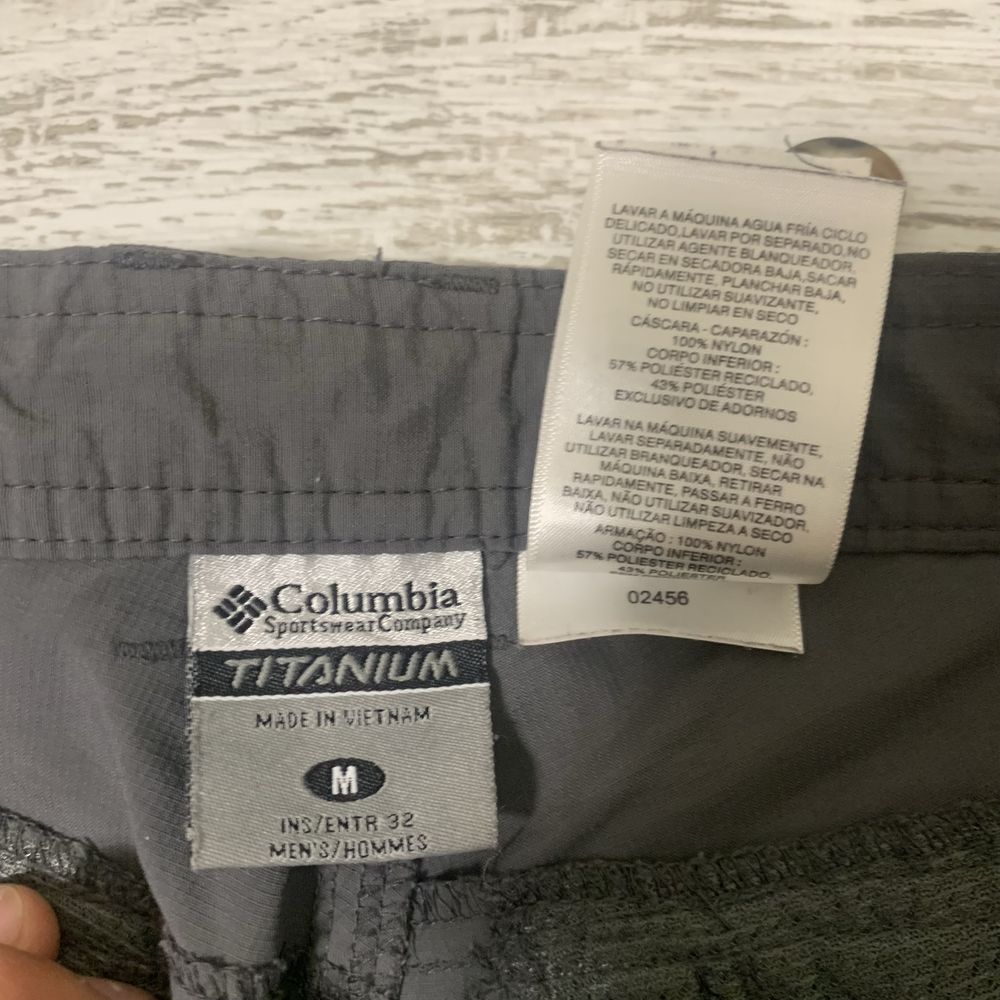 LAVAR A MÁQUINA AGUA FRÍA CICLO
DELICADO,LAVAR POR SEPARADO,NO
UTILIZAR AGENTE BLANQUEADOR,
SECAR EN SECADORA BAJA,SACAR
RÁPIDAMENTE, PLANCHAR BAJA,
NO UTILIZAR SUAVIZANTE,
NO LIMPIAR EN SECO
CÁSCARA - CAPARAZÓN :
100% NYLON
CORPO INFERIOR :
57% POLIÉSTER RECICLADO,
43% POLIÉSTER
EXCLUSIVO DE ADORNOS
LAVAR NA MÁQUINA SUAVEMENTE,
LAVAR SEPARADAMENTE, NÃO
UTILIZAR BRANQUEADOR, SECAR NA
MÁQUINA BAIXA, RETIRAR
RAPIDAMENTE, PASSAR A FERRO
BAIXA, NÃO UTILIZAR SUAVIZADOR,
NÃO UTILIZAR LIMPEZA A SECO
ARMAÇÃO : 100% NYLON
CORPO INFERIOR :
57% POLIÉSTER RECICLADO,
43% POLIÉSTER
02456
Columbia
Sportswear Company
TITANIUM
MADE IN VIETNAM
M
INS/ENTR 32
MEN'S/HOMMES